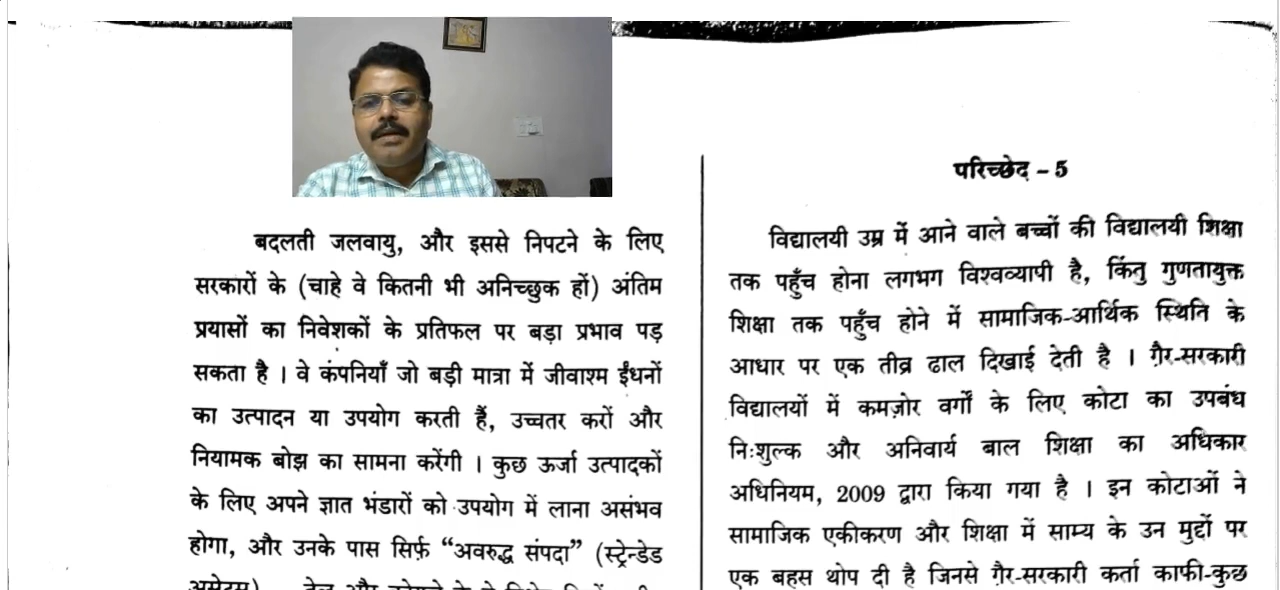 बदलती जलवायु, और इससे निपटने के लिए
सरकारों के (चाहे वे कितनी भी अनिच्छुक हों) अंतिम
प्रयासों का निवेशकों के प्रतिफल पर बड़ा प्रभाव पड़
सकता है । वे कंपनियाँ जो बड़ी मात्रा में जीवाश्म ईंधनों
का उत्पादन या उपयोग करती हैं, उच्चतर करों और
नियामक बोझ का सामना करेंगी । कुछ ऊर्जा उत्पादकों
के लिए अपने ज्ञात भंडारों को उपयोग में लाना असंभव
होगा, और उनके पास सिर्फ़ “अवरुद्ध संपदा” (स्ट्रेन्डेड
परिच्छेद – 5
विद्यालयी उम्र में आने वाले बच्चों की विद्यालयी शिक्षा
तक पहुँच होना लगभग विश्वव्यापी है, किंतु गुणतायुक्त
शिक्षा तक पहुँच होने में सामाजिक-आर्थिक स्थिति के
आधार पर एक तीव्र ढाल दिखाई देती है । ग़ैर-सरकारी
विद्यालयों में कमज़ोर वर्गों के लिए कोटा का उपबंध
निःशुल्क और अनिवार्य बाल शिक्षा का अधिकार
अधिनियम, 2009 द्वारा किया गया है । इन कोटाओं ने
सामाजिक एकीकरण और शिक्षा में साम्य के उन मुद्दों पर
एक बहस थोप दी है जिनसे ग़ैर-सरकारी कर्ता काफी-कुछ